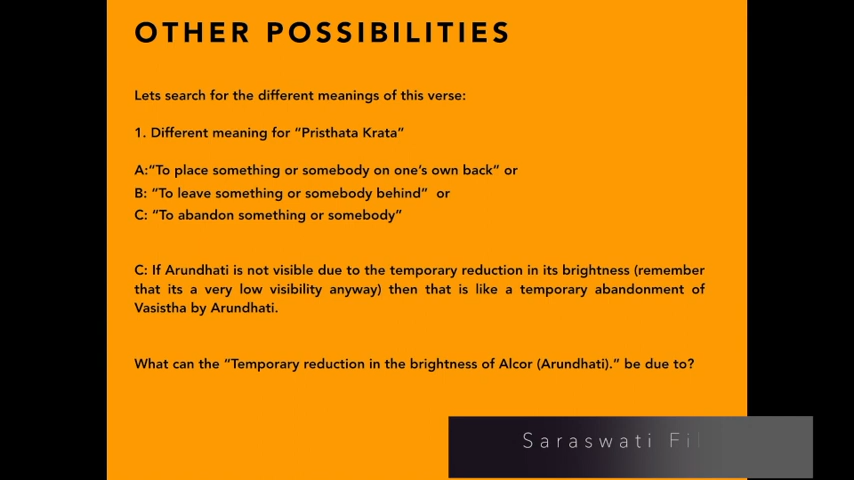 OTHER POSSIBILITIES
Lets search for the different meanings of this verse:
1. Different meaning for "Pristhata Krata"
A:"To place something or somebody on one's own back" or
B: "To leave something or somebody behind" or
C: "To abandon something or somebody"
C: If Arundhati is not visible due to the temporary reduction in its brightness (remember
that its a very low visibility anyway) then that is like a temporary abandonment of
Vasistha by Arundhati.
What can the "Temporary reduction in the brightness of Alcor (Arundhati)." be due to?
Saraswati Fil